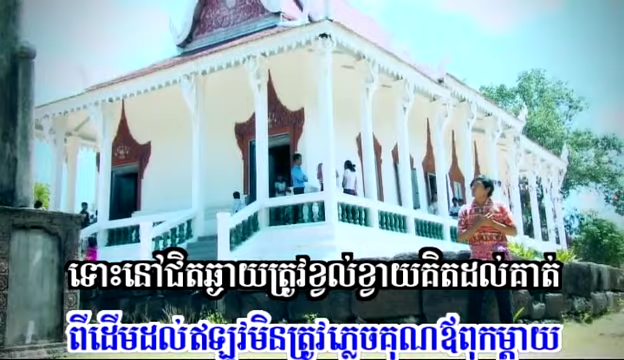 ទោះនៅជិតឆ្ងាយត្រូវខ្វល់ខ្វាយគិតដល់គាត់
ពីដើមដល់ឥឡូវមិនត្រូវភ្លេចគុណឪពុកម្ដាយ